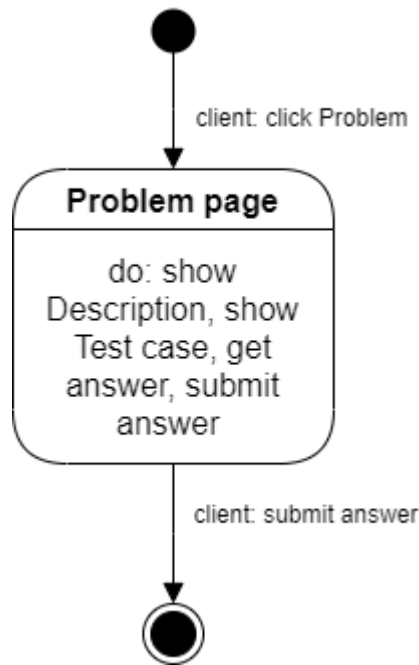 client: click Problem
Problem page
do: show
Description, show
Test case, get
answer, submit
answer
client: submit answer